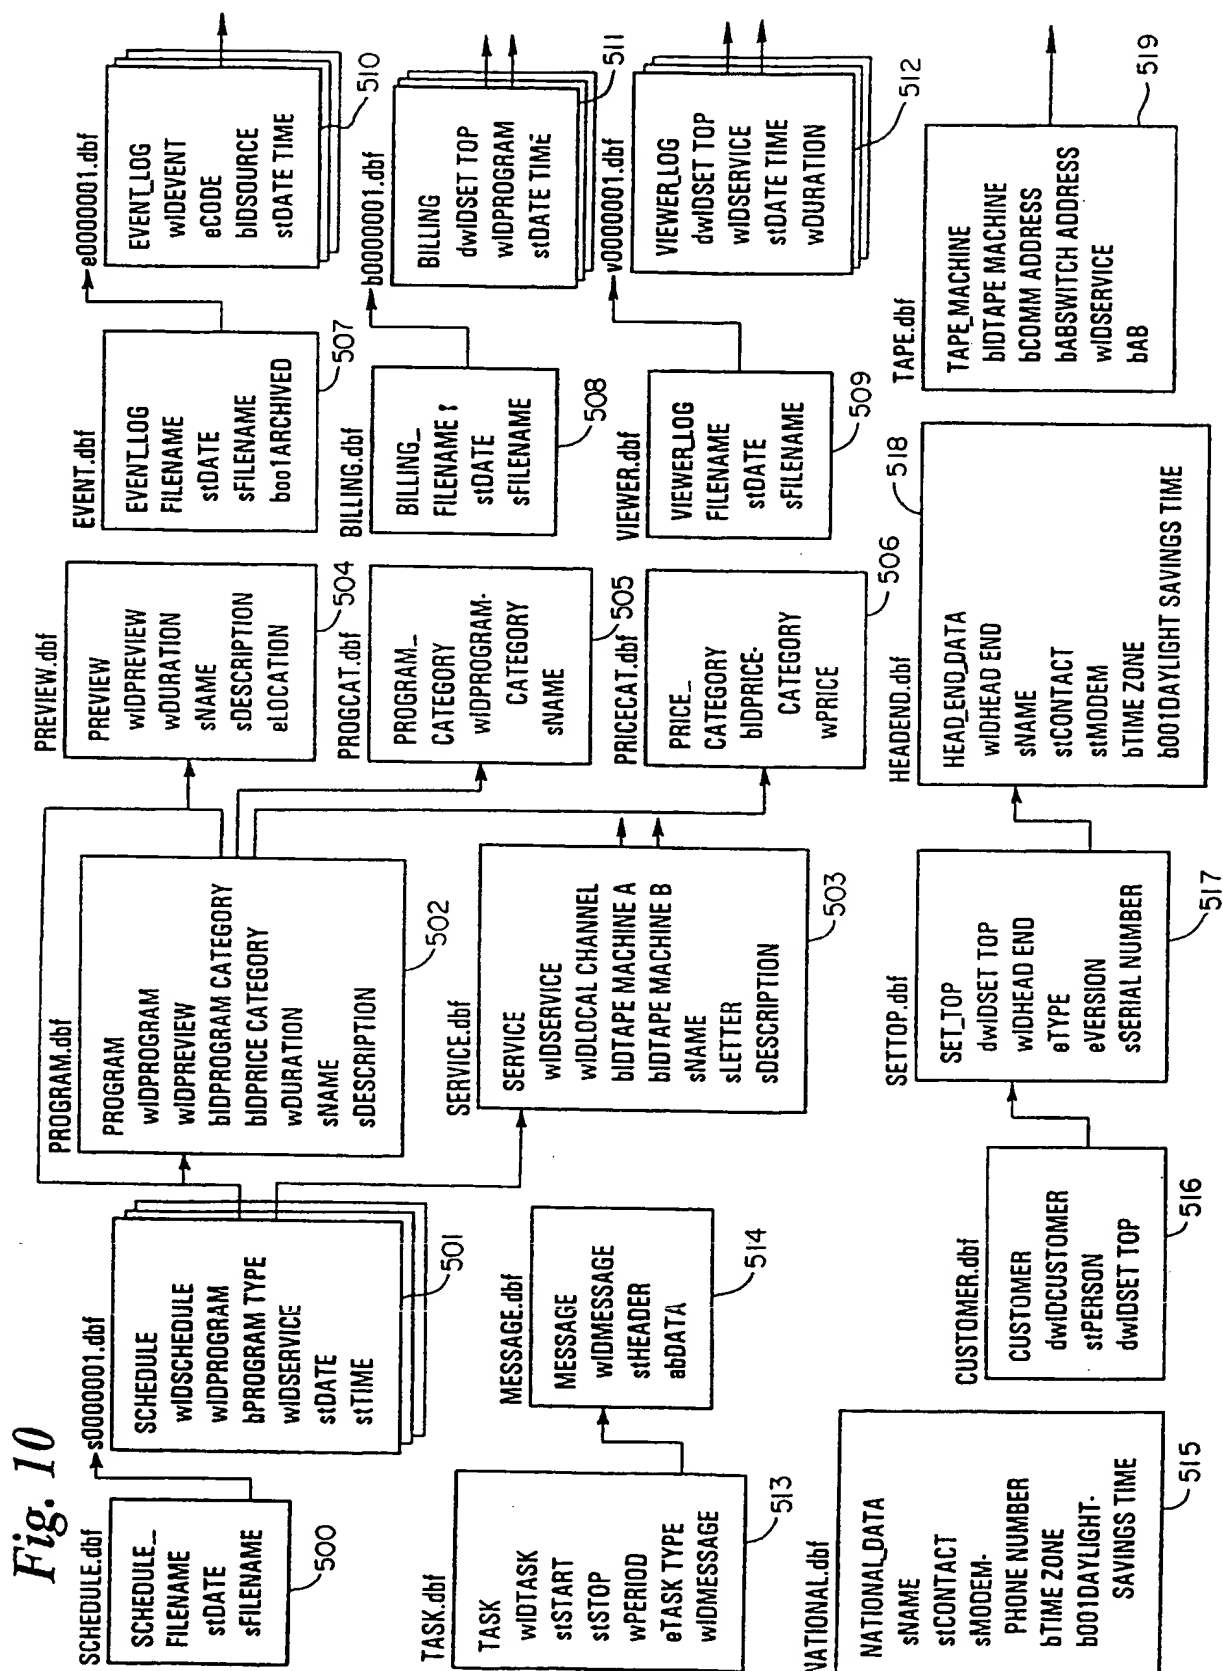 Fig. 10
SCHEDULE.dbf
SCHEDULE_
FILENAME
stDATE
sFILENAME
500
s0000001.dbf
SCHEDULE
wIDSCHEDULE
wIDPROGRAM
bPROGRAM TYPE
wIDSERVICE
stDATE
stTIME
501
PROGRAM.dbf
PROGRAM
wIDPROGRAM
wIDPREVIEW
bIDPROGRAM CATEGORY
bIDPRICE CATEGORY
wDURATION
sNAME
sDESCRIPTION
502
PREVIEW.dbf
PREVIEW
wIDPREVIEW
wDURATION
sNAME
sDESCRIPTION
eLOCATION
504
EVENT.dbf
EVENT_LOG
FILENAME
stDATE
sFILENAME
boo1ARCHIVED
507
e0000001.dbf
EVENT_LOG
wIDEVENT
eCODE
bIDSOURCE
stDATE TIME
510
PROGCAT.dbf
PROGRAM_
CATEGORY
wIDPROGRAM-
CATEGORY
sNAME
505
BILLING.dbf
BILLING_
FILENAME :
stDATE
sFILENAME
508
b0000001.dbf
BILLING
dwIDSET TOP
wIDPROGRAM
stDATE TIME
511
TASK.dbf
TASK
wIDTASK
stSTART
stSTOP
wPERIOD
eTASK TYPE
wIDMESSAGE
513
MESSAGE.dbf
MESSAGE
wIDMESSAGE
stHEADER
abDATA
514
SERVICE.dbf
SERVICE
wIDSERVICE
wIDLOCAL CHANNEL
bIDTAPE MACHINE A
bIDTAPE MACHINE B
sNAME
sLETTER
sDESCRIPTION
503
PRICECAT.dbf
PRICE_
CATEGORY
bIDPRICE-
CATEGORY
wPRICE
506
VIEWER.dbf
VIEWER_LOG
FILENAME
stDATE
sFILENAME
509
v0000001.dbf
VIEWER_LOG
dwIDSET TOP
wIDSERVICE
stDATE TIME
wDURATION
512
NATIONAL.dbf
NATIONAL_DATA
sNAME
stCONTACT
sMODEM-
PHONE NUMBER
bTIME ZONE
b001DAYLIGHT-
SAVINGS TIME
515
CUSTOMER.dbf
CUSTOMER
dwIDCUSTOMER
stPERSON
dwIDSET TOP
516
SETTOP.dbf
SET_TOP
dwIDSET TOP
wIDHEAD END
eTYPE
eVERSION
sSERIAL NUMBER
517
HEADEND.dbf
HEAD_END_DATA
wIDHEAD END
sNAME
stCONTACT
stMODEM
bTIME ZONE
b001DAYLIGHT SAVINGS TIME
518
TAPE.dbf
TAPE_MACHINE
bIDTAPE MACHINE
bCOMM ADDRESS
bABSWITCH ADDRESS
wIDSERVICE
bAB
519